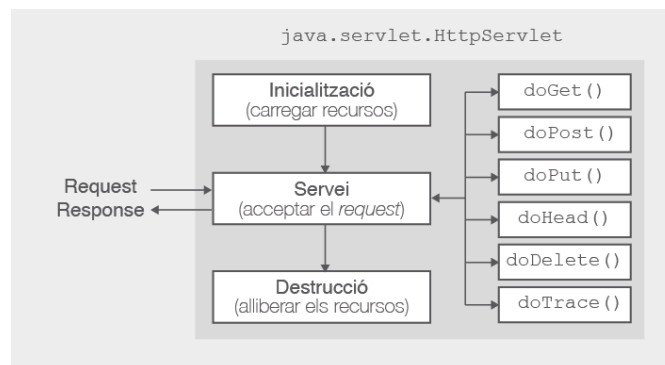 java.servlet.HttpServlet
Inicialització
(carregar recursos)
Request
Response
Servei
(acceptar el request)
Destrucció
(alliberar els recursos)
doGet()
doPost()
doPut()
doHead()
doDelete()
doTrace()